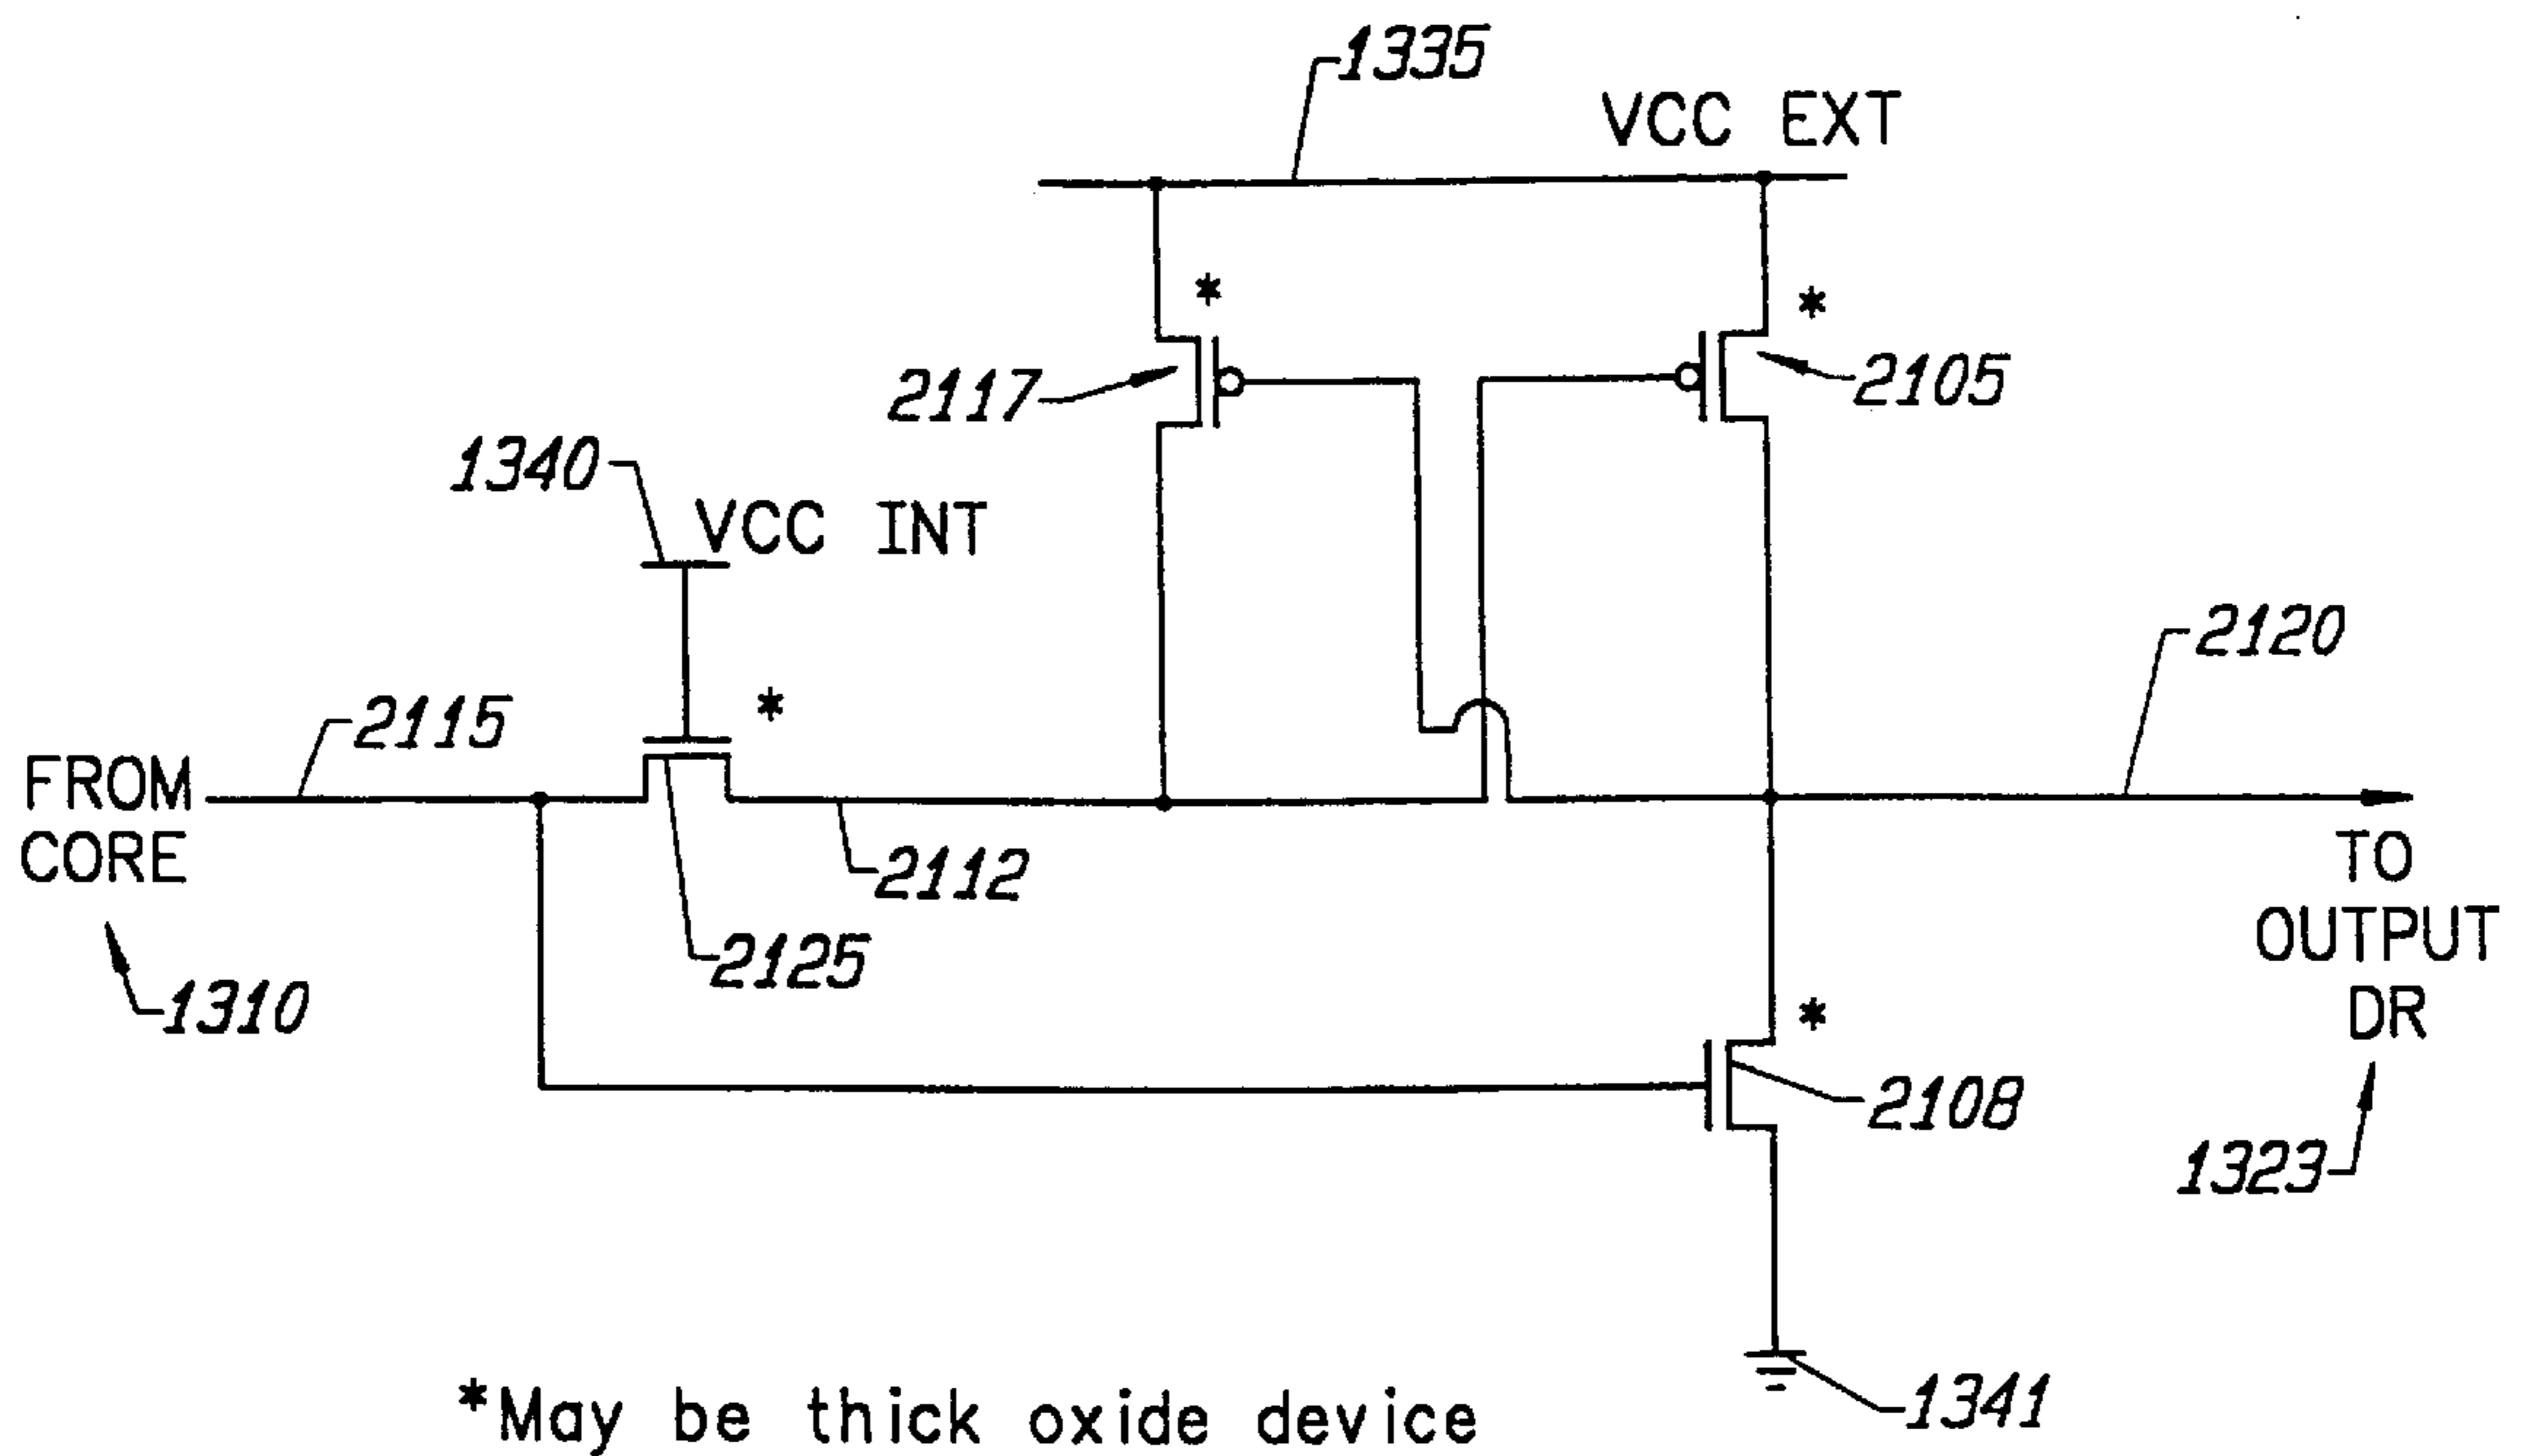 1335
VCC EXT
*
*
2117
2105
1340
VCC INT
2120
*
2115
FROM
CORE
2112
TO
OUTPUT
DR
2125
1310
*
2108
1323
1341
*May be thick oxide device